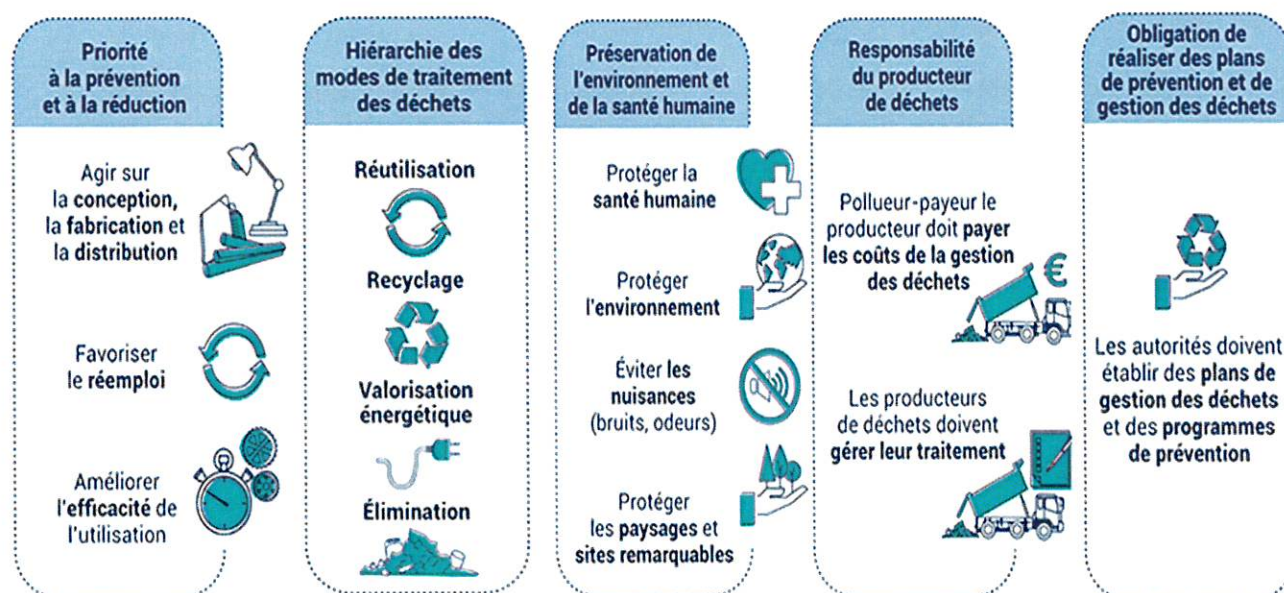 Priorité
à la prévention
et à la réduction
Agir sur
la conception,
la fabrication et
la distribution
Favoriser
le réemploi
Améliorer
l'efficacité de
l'utilisation
Hiérarchie des
modes de traitement
des déchets
Réutilisation
Recyclage
Valorisation
énergétique
Élimination
Préservation de
l'environnement et
de la santé humaine
Protéger la
santé humaine
Protéger
l'environnement
Éviter les
nuisances
(bruits, odeurs)
Protéger
les paysages et
sites remarquables
Responsabilité
du producteur
de déchets
Pollueur-payeur le
producteur doit payer
les coûts de la gestion
des déchets
€
Les producteurs
de déchets doivent
gérer leur traitement
Obligation de
réaliser des plans
de prévention et de
gestion des déchets
Les autorités doivent
établir des plans de
gestion des déchets
et des programmes
de prévention